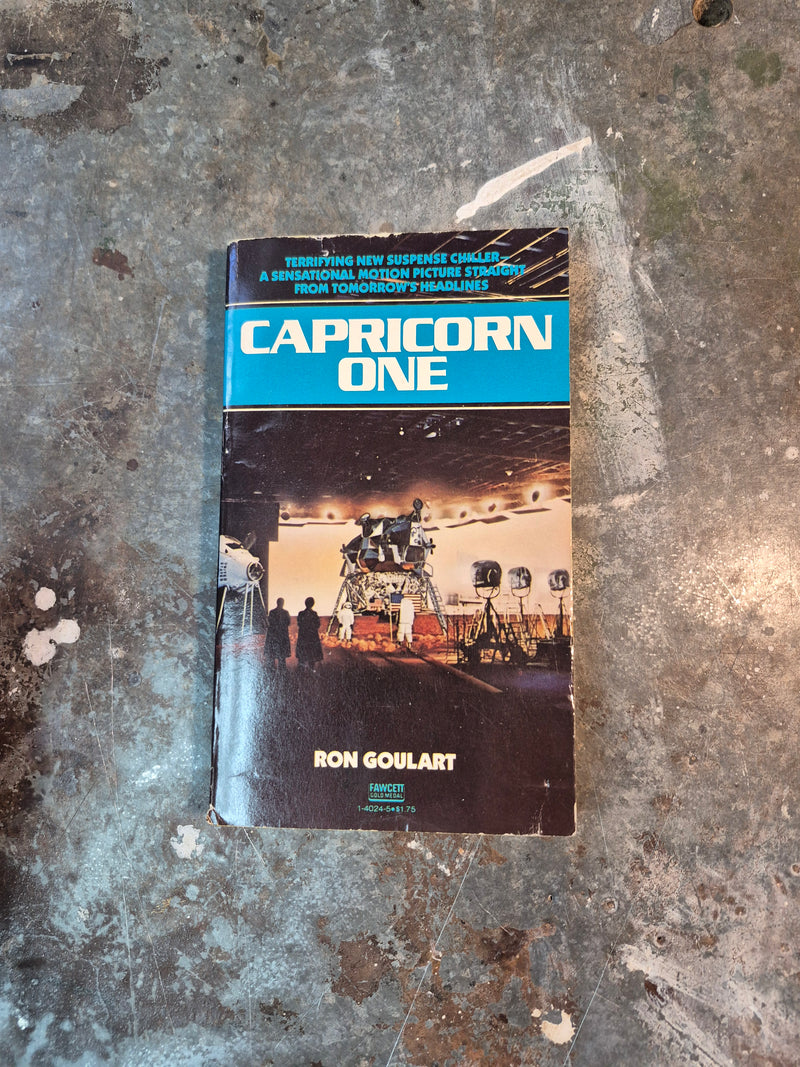 TERRIFYING NEW SUSPENSE CHILLER—
A SENSATIONAL MOTION PICTURE STRAIGHT
FROM TOMORROW'S HEADLINES
CAPRICORN
ONE
RON GOULART
FAWCETT
GOLD MEDAL
1-4024-5•$1.75